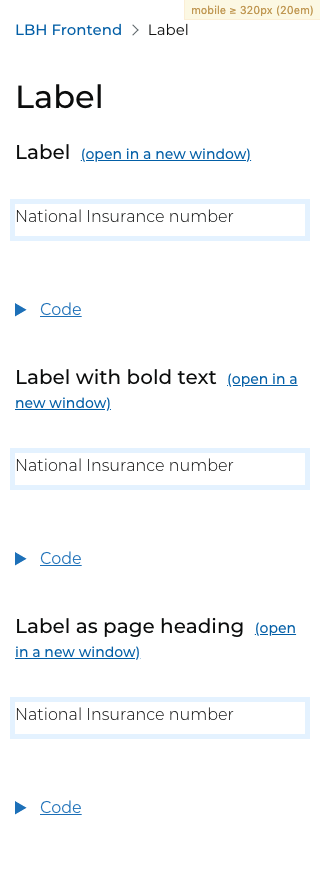 mobile ≥ 320px (20em)
LBH Frontend > Label
Label
Label (open in a new window)
National Insurance number
Code
Label with bold text (open in a
new window)
National Insurance number
Code
Label as page heading (open
in a new window)
National Insurance number
Code